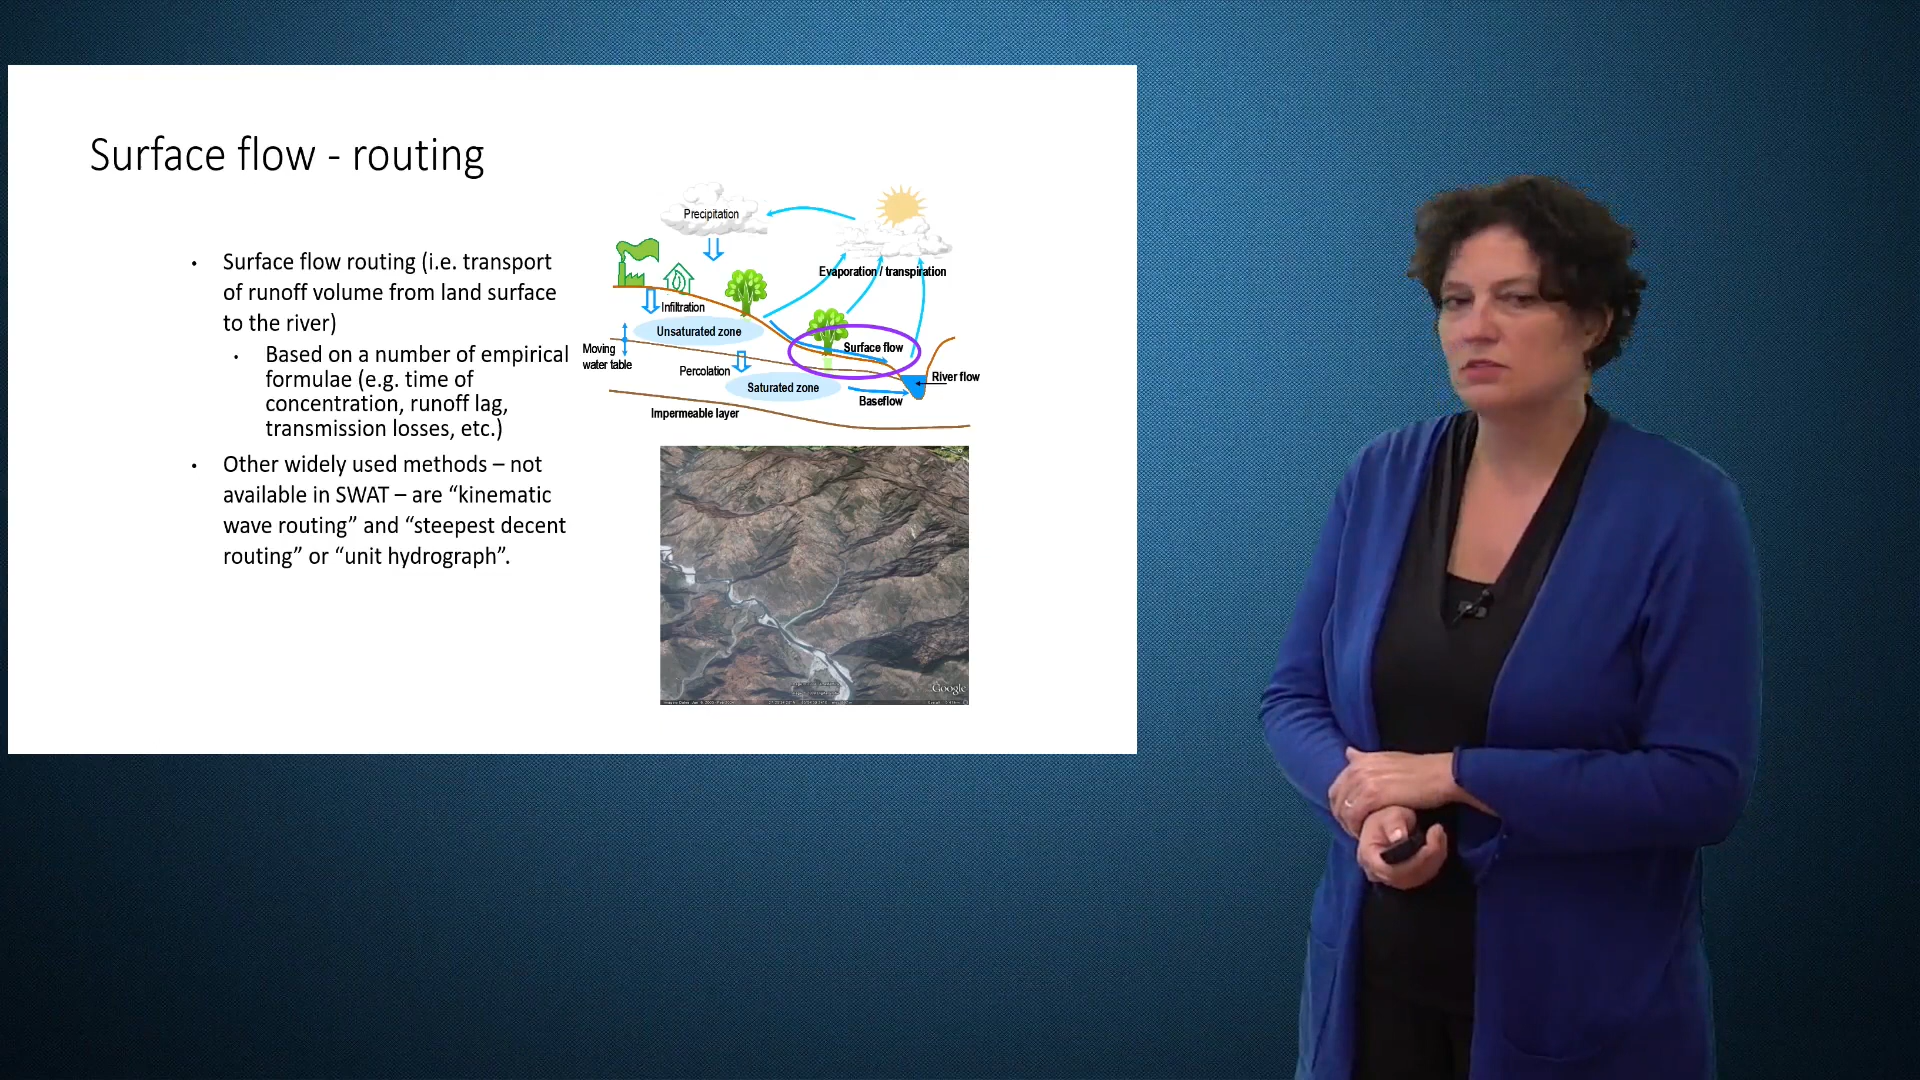 Surface flow - routing
Surface flow routing (i.e. transport
of runoff volume from land surface
to the river)
Based on a number of empirical
formulae (e.g. time of
concentration, runoff lag,
transmission losses, etc.)
Other widely used methods – not
available in SWAT – are “kinematic
wave routing” and “steepest decent
routing” or “unit hydrograph”.
Precipitation
Evaporation / transpiration
Infiltration
Unsaturated zone
Moving
water table
Surface flow
Percolation
Saturated zone
River flow
Baseflow
Impermeable layer
Google